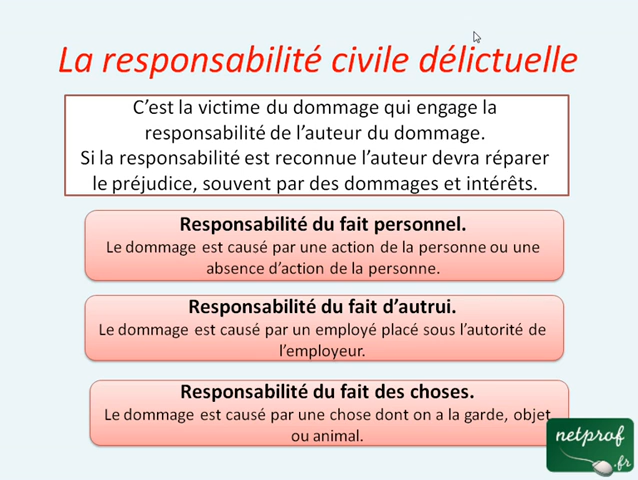 La responsabilité civile délictuelle
C’est la victime du dommage qui engage la
responsabilité de l’auteur du dommage.
Si la responsabilité est reconnue l’auteur devra réparer
le préjudice, souvent par des dommages et intérêts.
Responsabilité du fait personnel.
Le dommage est causé par une action de la personne ou une
absence d’action de la personne.
Responsabilité du fait d’autrui.
Le dommage est causé par un employé placé sous l’autorité de
l’employeur.
Responsabilité du fait des choses.
Le dommage est causé par une chose dont on a la garde, objet
ou animal.
netprof
.fr